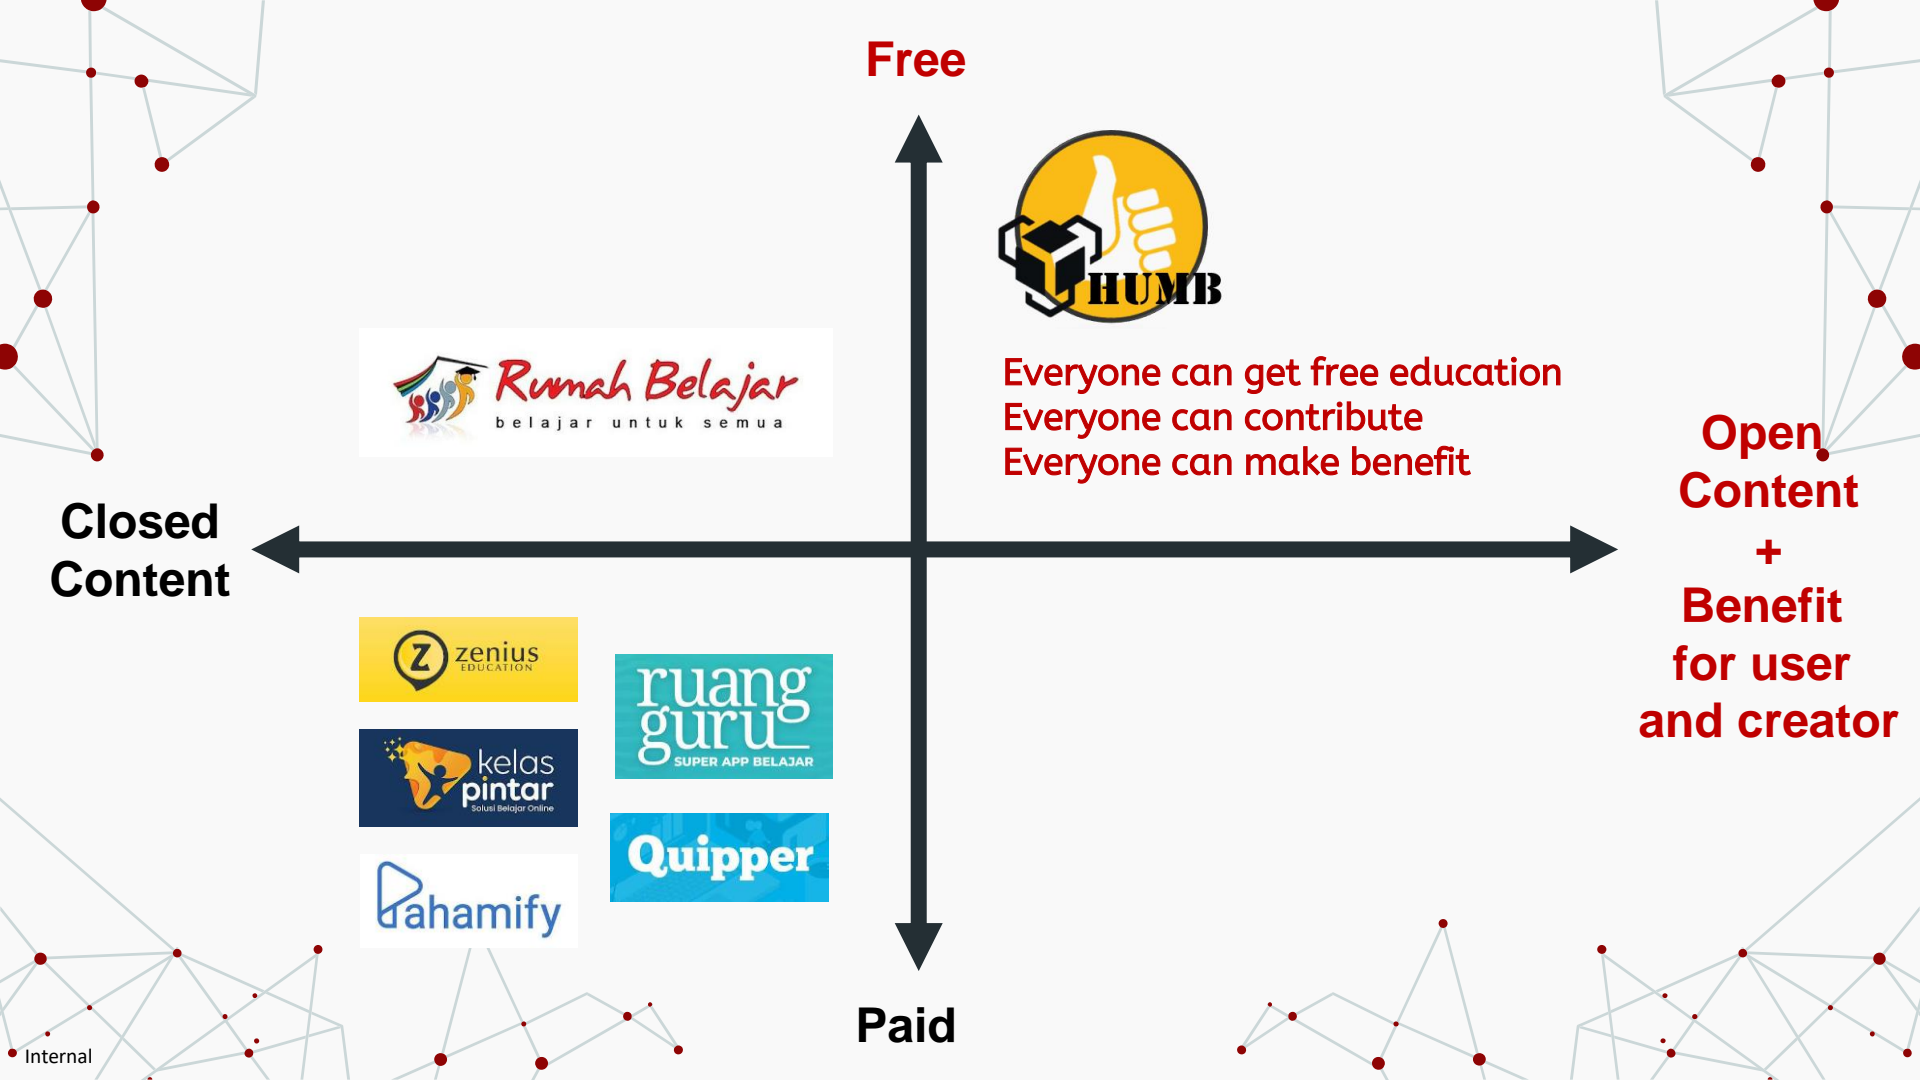 Free
HUMB
Rumah Belajar
belajar untuk semua
Everyone can get free education
Everyone can contribute
Everyone can make benefit
Closed
Content
Open
Content
+
Benefit
for user
and creator
Z zenius
EDUCATION
ruang
guru
SUPER APP BELAJAR
kelas
pintar
Solusi Belajar Online
Quipper
Pahamify
Paid
Internal